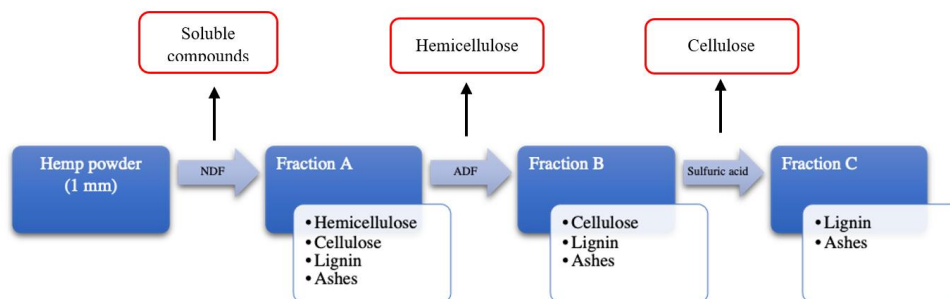 Soluble
compounds
Hemicellulose
Cellulose
Hemp powder
(1 mm)
NDF
Fraction A
ADF
Fraction B
Sulfuric acid
Fraction C
• Hemicellulose
• Cellulose
• Lignin
• Ashes
• Cellulose
• Lignin
• Ashes
• Lignin
• Ashes